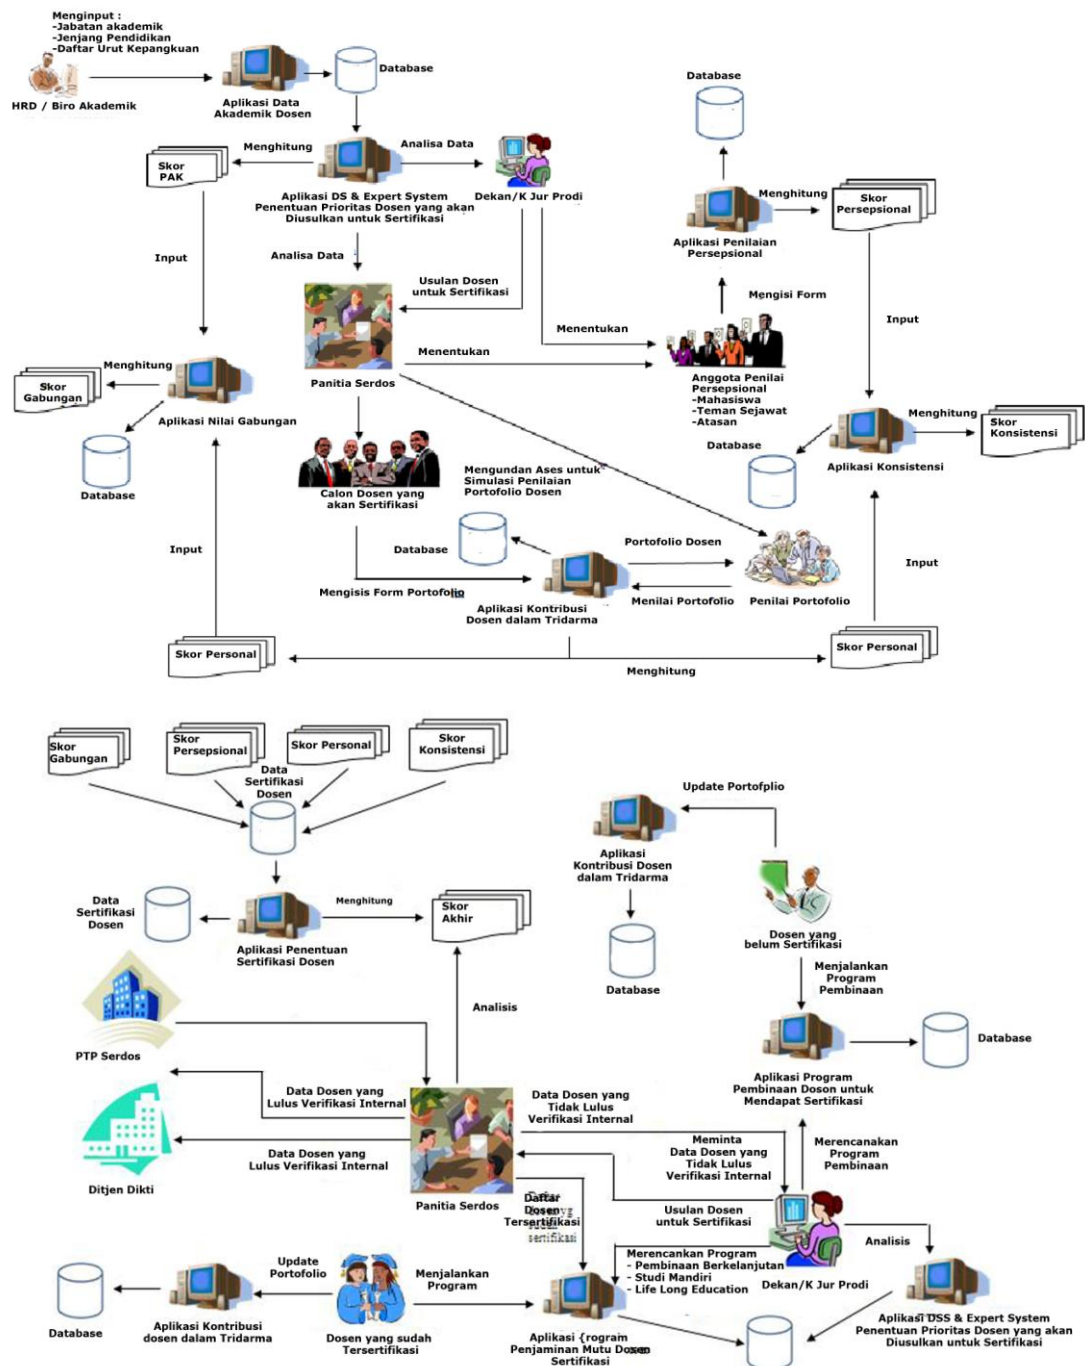 Menginput :
-Jabatan akademik
-Jenjang Pendidikan
-Daftar Urut Kepangkuan
HRD / Biro Akademik
Aplikasi Data
Akademik Dosen
Database
Menghitung
Analisa Data
Skor
PAK
Aplikasi DS & Expert System
Penentuan Prioritas Dosen yang akan
Diusulkan untuk Sertifikasi
Dekan/K Jur Prodi
Database
Menghitung
Skor
Persepsional
Aplikasi Penilaian
Persepsional
Input
Analisa Data
Usulan Dosen
untuk Sertifikasi
Mengisi Form
Input
Menentukan
Menentukan
Panitia Serdos
Anggota Penilai
Persepsional
-Mahasiswa
-Teman Sejawat
-Atasan
Menghitung
Skor
Gabungan
Aplikasi Nilai Gabungan
Database
Menghitung
Skor
Konsistensi
Aplikasi Konsistensi
Database
Calon Dosen yang
akan Sertifikasi
Mengundan Ases untuk
Simulasi Penilaian
Portofolio Dosen
Input
Database
Portofolio Dosen
Input
Mengisis Form Portofolio
Aplikasi Kontribusi
Dosen dalam Tridarma
Menilai Portofolio
Penilai Portofolio
Skor Personal
Menghitung
Skor Personal
Skor
Gabungan
Skor
Persepsional
Skor Personal
Skor
Konsistensi
Data
Sertifikasi
Dosen
Update Portofplio
Aplikasi
Kontribusi Dosen
dalam Tridarma
Data
Sertifikasi
Dosen
Menghitung
Skor
Akhir
Aplikasi Penentuan
Sertifikasi Dosen
Dosen yang
belum Sertifikasi
Database
Menjalankan
Program
Pembinaan
Analisis
PTP Serdos
Database
Aplikasi Program
Pembinaan Doson untuk
Mendapat Sertifikasi
Data Dosen yang
Lulus Verifikasi Internal
Data Dosen yang
Tidak Lulus
Verifikasi Internal
Data Dosen yang
Lulus Verifikasi Internal
Meminta
Data Dosen yang
Tidak Lulus
Verifikasi Internal
Merencanakan
Program
Pembinaan
Ditjen Dikti
Panitia Serdos
Daftar
Dosen
Tersertifikasi
sertifikasi
Usulan Dosen
untuk Sertifikasi
Analisis
Merencankan Program
- Pembinaan Berkelanjutan
- Studi Mandiri
- Life Long Education
Dekan/K Jur Prodi
Update
Portofolio
Menjalankan
Program
Database
Aplikasi Kontribusi
dosen dalam Tridarma
Dosen yang sudah
Tersertifikasi
Aplikasi {rogram
Penjaminan Mutu Dosen
Sertifikasi
Aplikasi DSS & Expert System
Penentuan Prioritas Dosen yang akan
Diusulkan untuk Sertifikasi